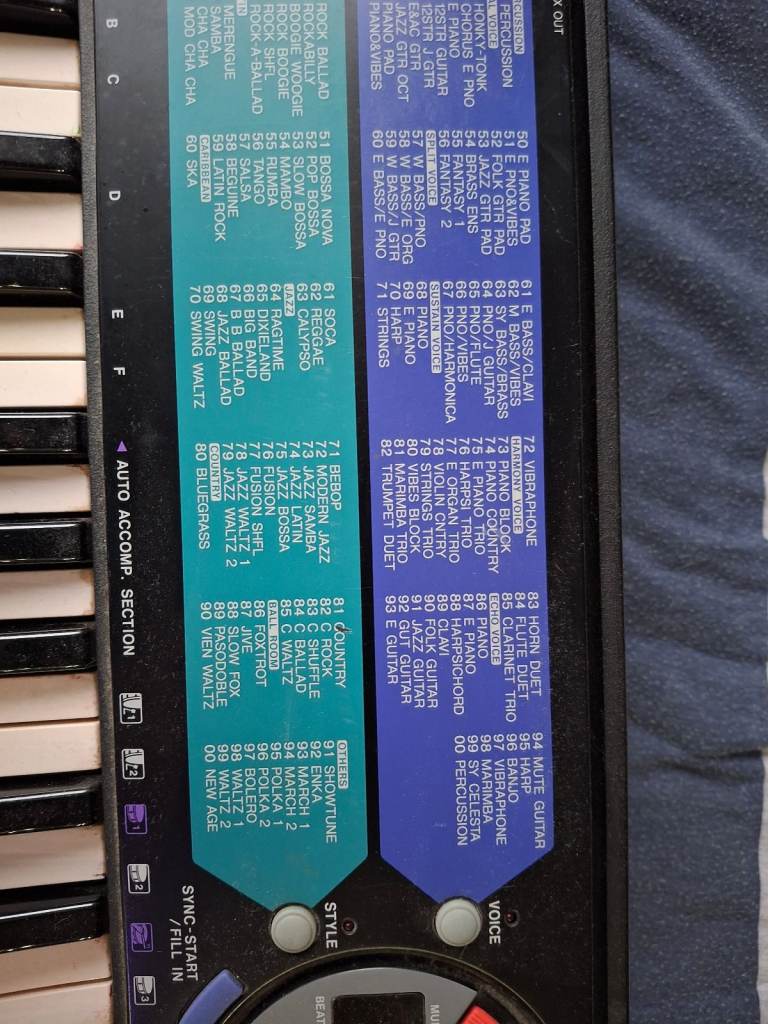 X OUT
PERCUSSION
HONKY-TONK
CHORUS E PNO
E PIANO
12STR GUITAR
12STR J GTR
E&AC GTR
JAZZ GTR OCT
PIANO PAD
PIANO&VIBES
50 E PIANO PAD
51 E PNO&VIBES
52 FOLK GTR PAD
53 JAZZ GTR PAD
54 BRASS ENS
55 FANTASY 1
56 FANTASY 2
SPLIT VOICE
57 W BASS/PNO
58 W BASS/E ORG
59 W BASS/J GTR
60 E BASS/E PNO
61 E BASS/CLAVI
62 M BASS/VIBES
63 SY BASS/BRASS
64 PNO/J GUITAR
65 PNO/FLUTE
66 PNO/VIBES
67 PNO/HARMONICA
SUSTAIN VOICE
68 PIANO
69 E PIANO
70 HARP
71 STRINGS
72 VIBRAPHONE
HARMONY VOICE
73 PIANO BLOCK
74 PIANO COUNTRY
75 E PIANO TRIO
76 HARPSI TRIO
77 E ORGAN TRIO
78 VIOLIN CNTRY
79 STRINGS TRIO
80 VIBES BLOCK
81 MARIMBA TRIO
82 TRUMPET DUET
83 HORN DUET
84 FLUTE DUET
85 CLARINET TRIO
ECHO VOICE
86 PIANO
87 E PIANO
88 HARPSICHORD
89 CLAVI
90 FOLK GUITAR
91 JAZZ GUITAR
92 GUT GUITAR
93 E GUITAR
94 MUTE GUITAR
95 HARP
96 BANJO
97 VIBRAPHONE
98 MARIMBA
99 SY CELESTA
00 PERCUSSION
VOICE
ROCK BALLAD
ROCKABILLY
BOOGIE WOOGIE
ROCK BOOGIE
ROCK SHFL
ROCK-A-BALLAD
MERENGUE
SAMBA
CHA CHA
MOD CHA CHA
51 BOSSA NOVA
52 POP BOSSA
53 SLOW BOSSA
54 MAMBO
55 RUMBA
56 TANGO
57 SALSA
58 BEGUINE
59 LATIN ROCK
CARIBBEAN
60 SKA
61 SOCA
62 REGGAE
63 CALYPSO
JAZZ
64 RAGTIME
65 DIXIELAND
66 BIG BAND
67 B B BALLAD
68 JAZZ BALLAD
69 SWING
70 SWING WALTZ
71 BEBOP
72 MODERN JAZZ
73 JAZZ SAMBA
74 JAZZ LATIN
75 JAZZ BOSSA
76 FUSION
77 FUSION SHFL
78 JAZZ WALTZ 1
79 JAZZ WALTZ 2
COUNTRY
80 BLUEGRASS
81 COUNTRY
82 C ROCK
83 C SHUFFLE
84 C BALLAD
85 C WALTZ
BALL ROOM
86 FOXTROT
87 JIVE
88 SLOW FOX
89 PASODOBLE
90 VIEN WALTZ
OTHERS
91 SHOWTUNE
92 ENKA
93 MARCH 1
94 MARCH 2
95 POLKA 1
96 POLKA 2
97 BOLERO
98 WALTZ 1
99 WALTZ 2
00 NEW AGE
STYLE
SYNC-START
/FILL IN
BEAT
MU
B C D E F
AUTO ACCOMP. SECTION
1 2 1 2 3